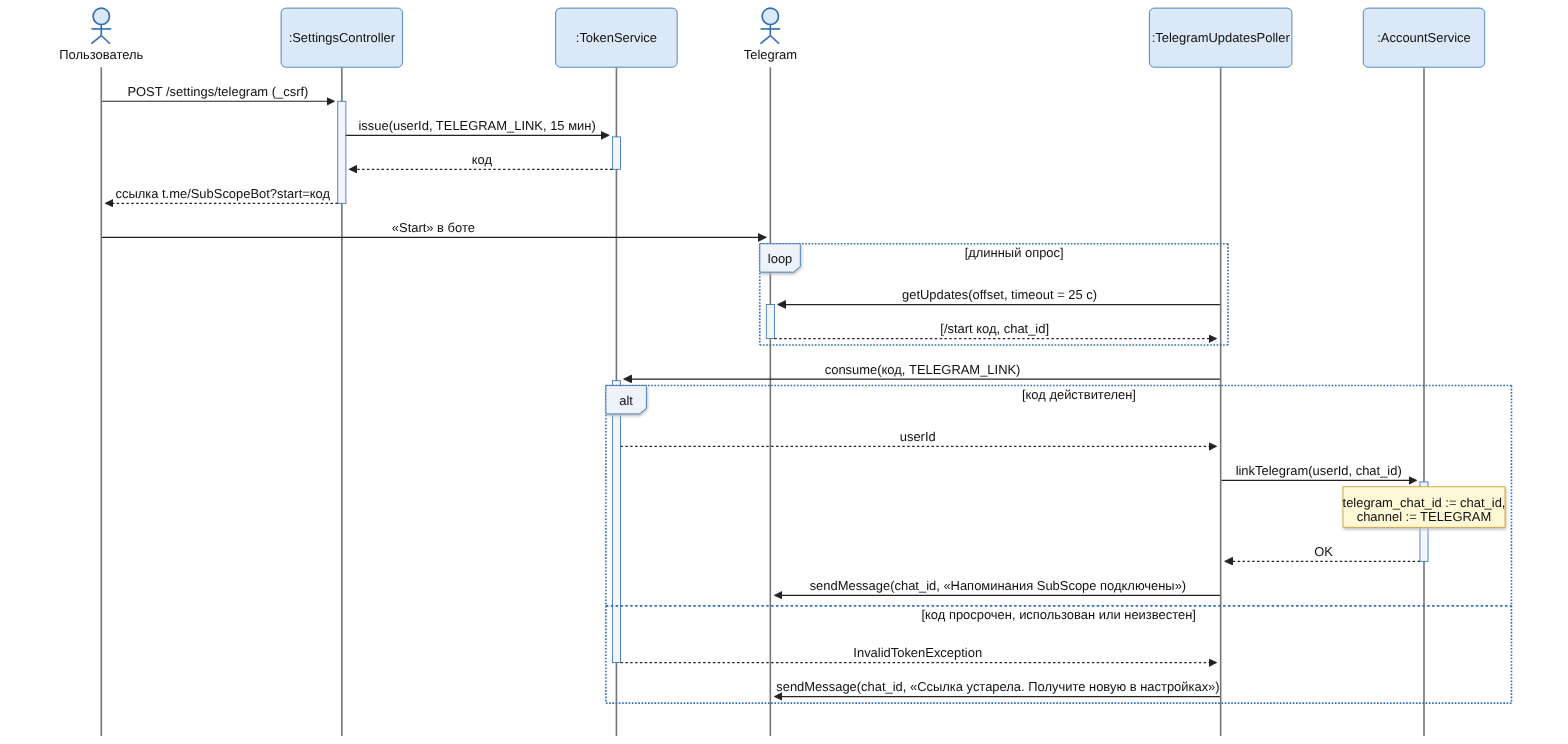 Пользователь
:SettingsController
:TokenService
Telegram
:TelegramUpdatesPoller
:AccountService
POST /settings/telegram (_csrf)
issue(userId, TELEGRAM_LINK, 15 мин)
код
ссылка t.me/SubScopeBot?start=код
«Start» в боте
loop
[длинный опрос]
getUpdates(offset, timeout = 25 с)
[/start код, chat_id]
consume(код, TELEGRAM_LINK)
alt
[код действителен]
userId
linkTelegram(userId, chat_id)
telegram_chat_id := chat_id,
channel := TELEGRAM
OK
sendMessage(chat_id, «Напоминания SubScope подключены»)
[код просрочен, использован или неизвестен]
InvalidTokenException
sendMessage(chat_id, «Ссылка устарела. Получите новую в настройках»)